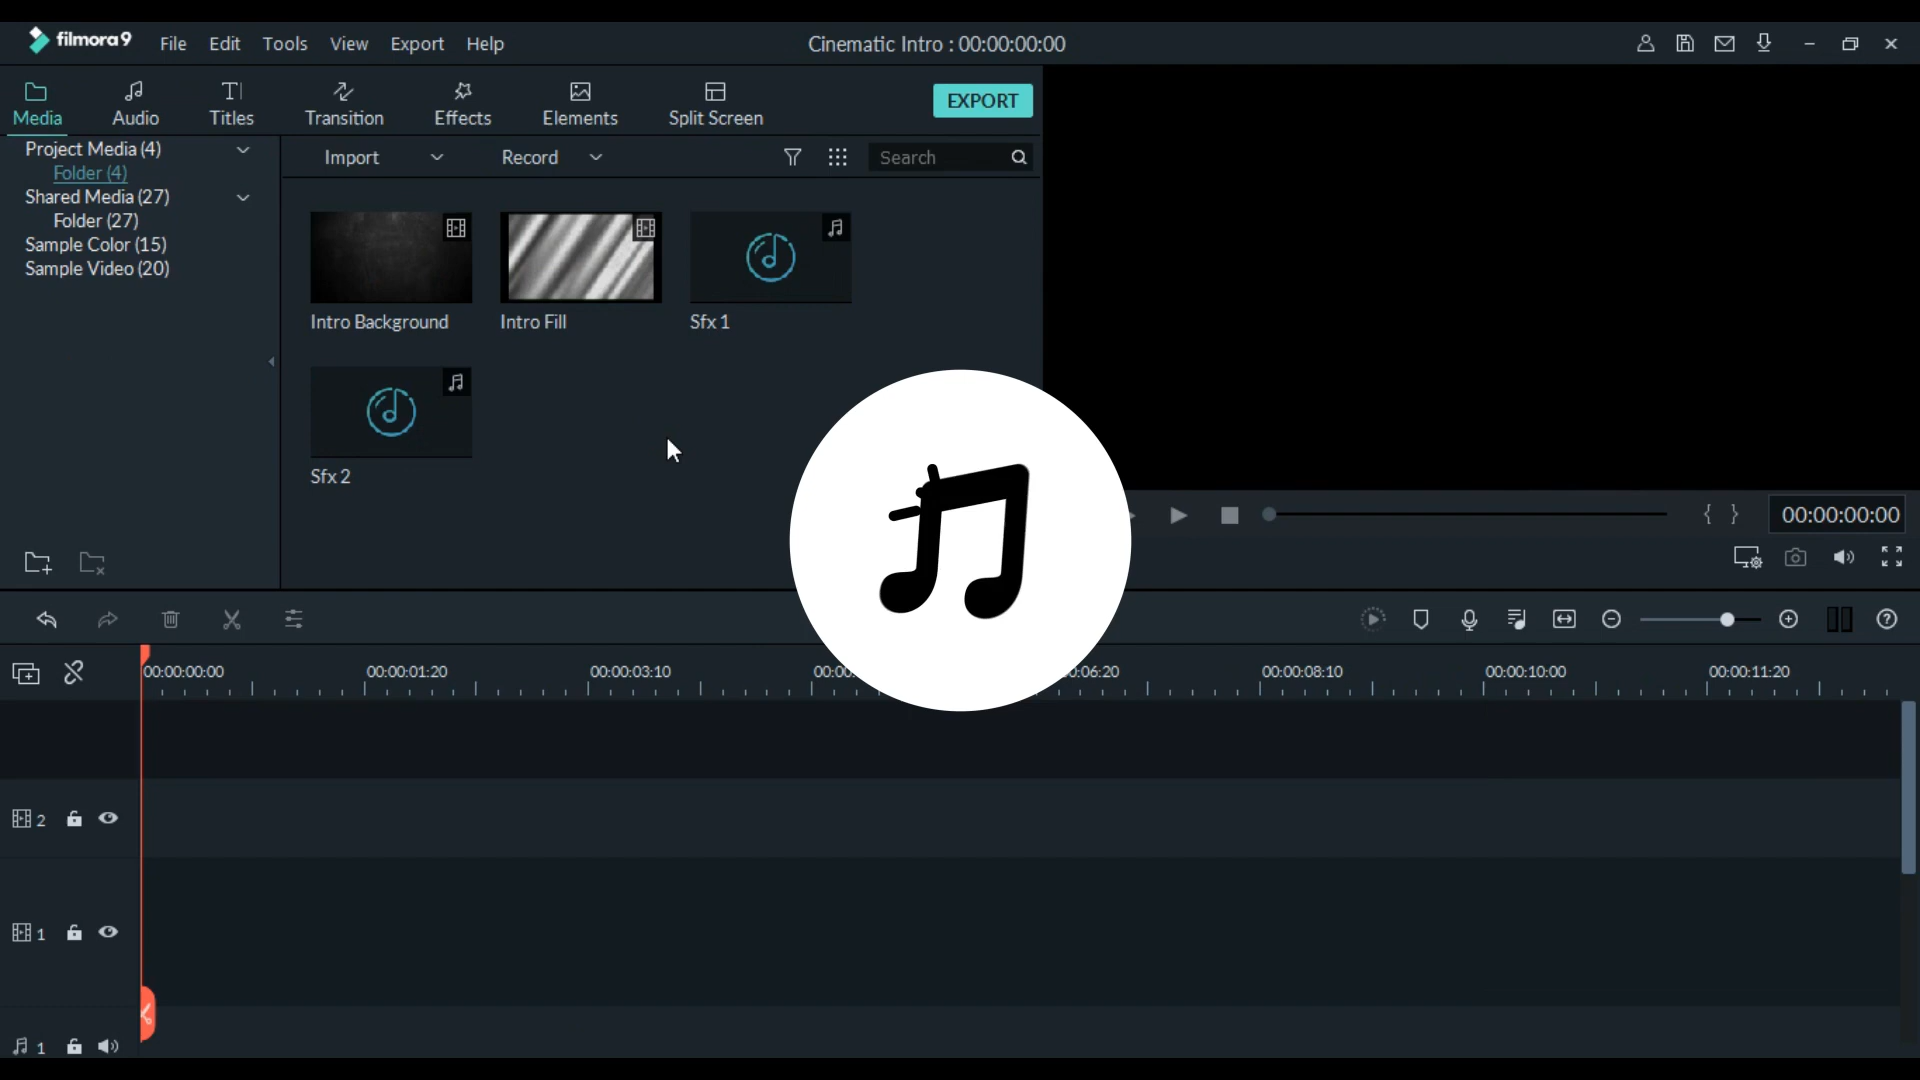 filmora9 File Edit Tools View Export Help Cinematic Intro : 00:00:00:00
Media Audio Titles Transition Effects Elements Split Screen EXPORT
Project Media (4)
Folder (4)
Shared Media (27)
Folder (27)
Sample Color (15)
Sample Video (20)
Import Record Search
Intro Background Intro Fill Sfx 1
Sfx 2
{ } 00:00:00:00
00:00:00:00 00:00:01:20 00:00:03:10 00:00:08:10 00:00:10:00 00:00:11:20
2
1
1